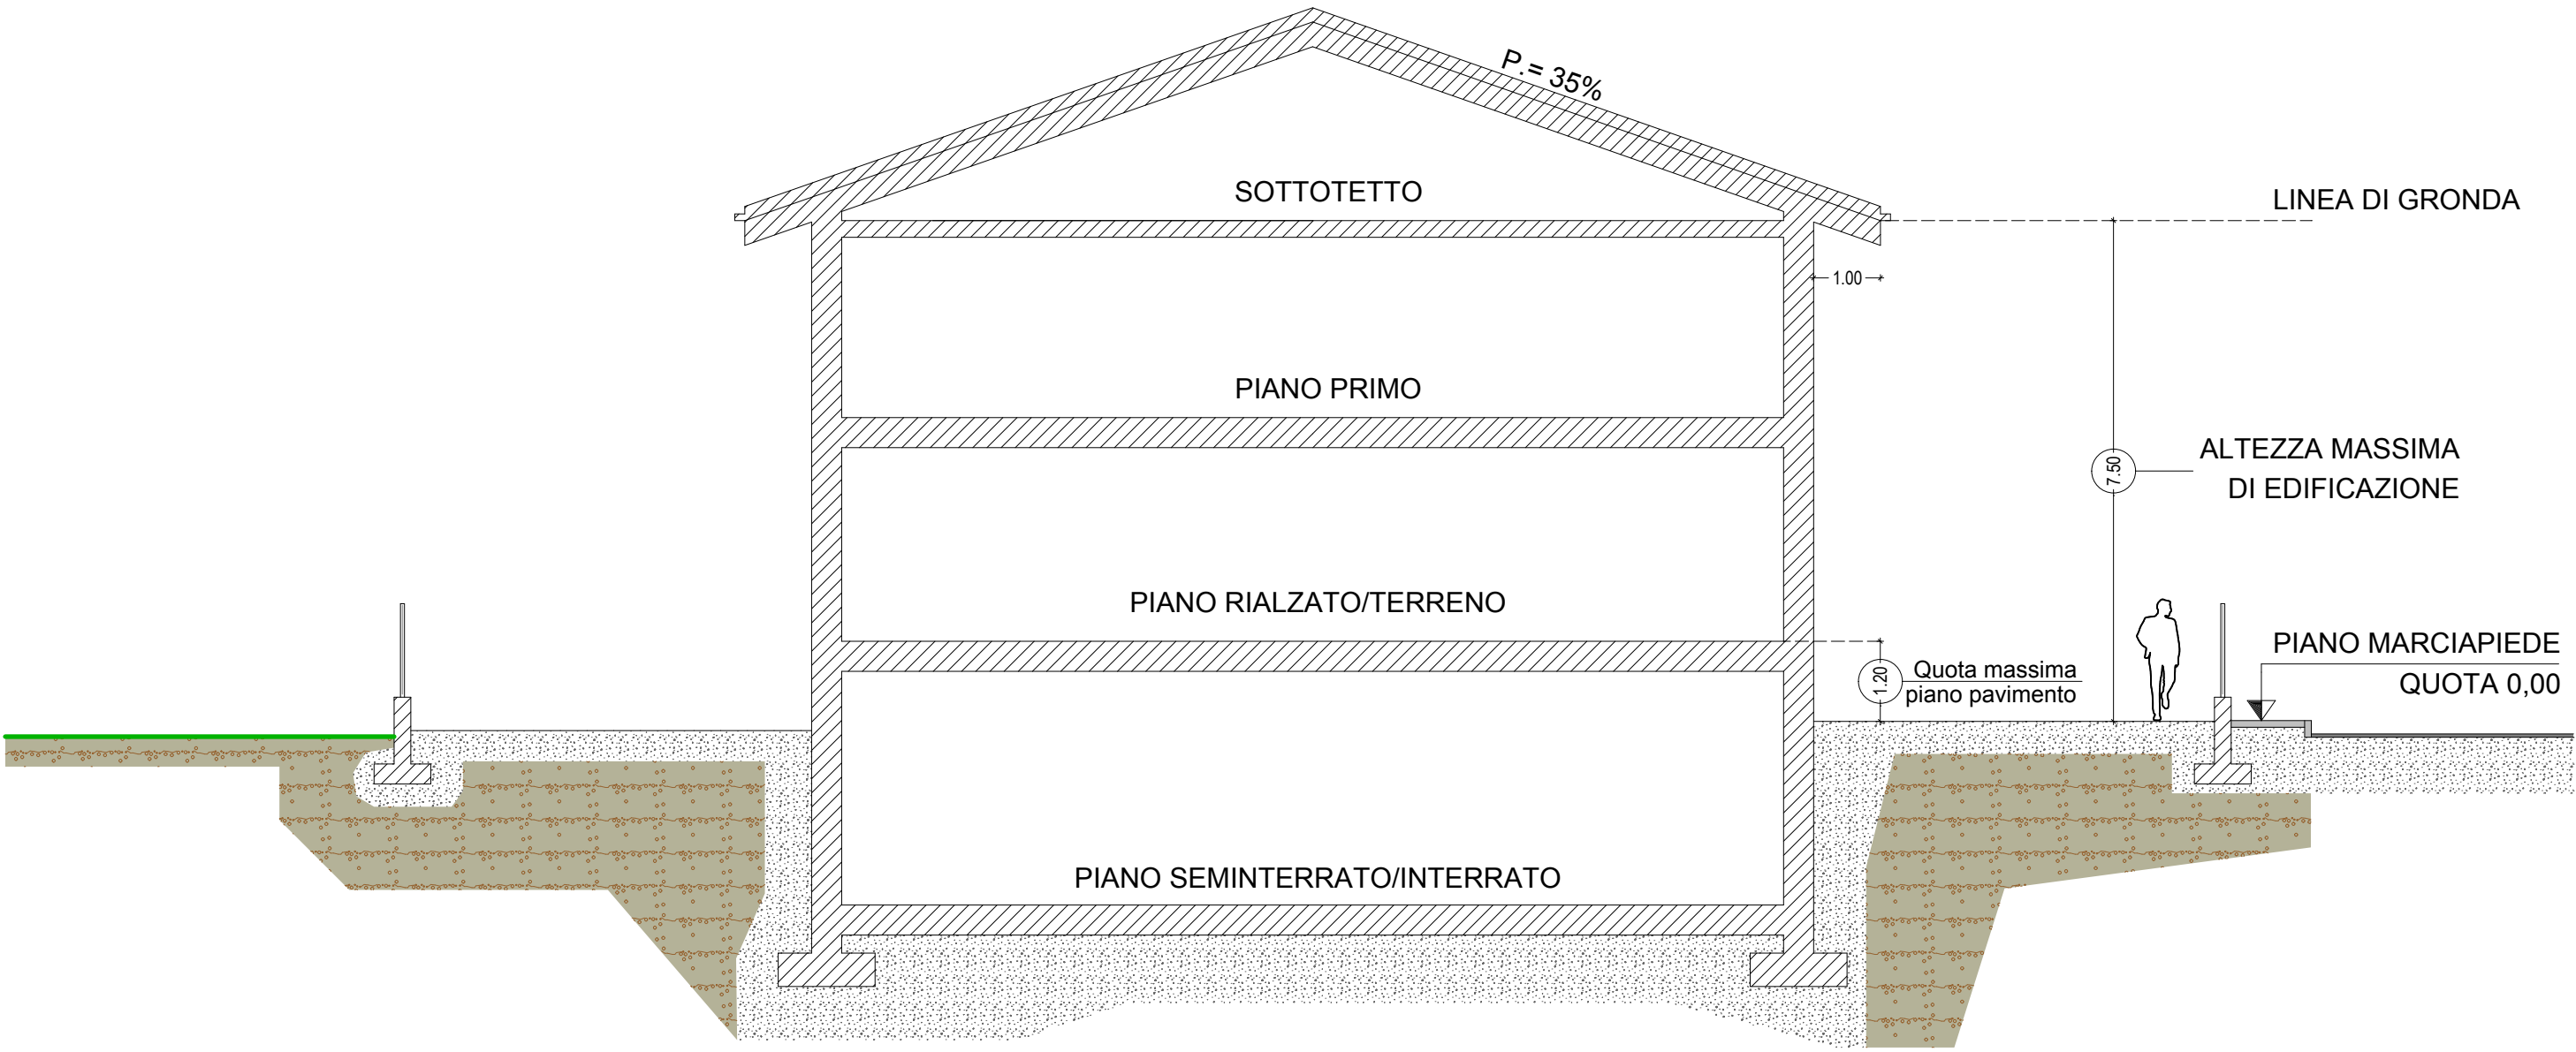 P.= 35%
SOTTOTETTO
LINEA DI GRONDA
1.00
PIANO PRIMO
ALTEZZA MASSIMA
7.50
DI EDIFICAZIONE
PIANO RIALZATO/TERRENO
PIANO MARCIAPIEDE
1.20
Quota massima
piano pavimento
QUOTA 0,00
PIANO SEMINTERRATO/INTERRATO